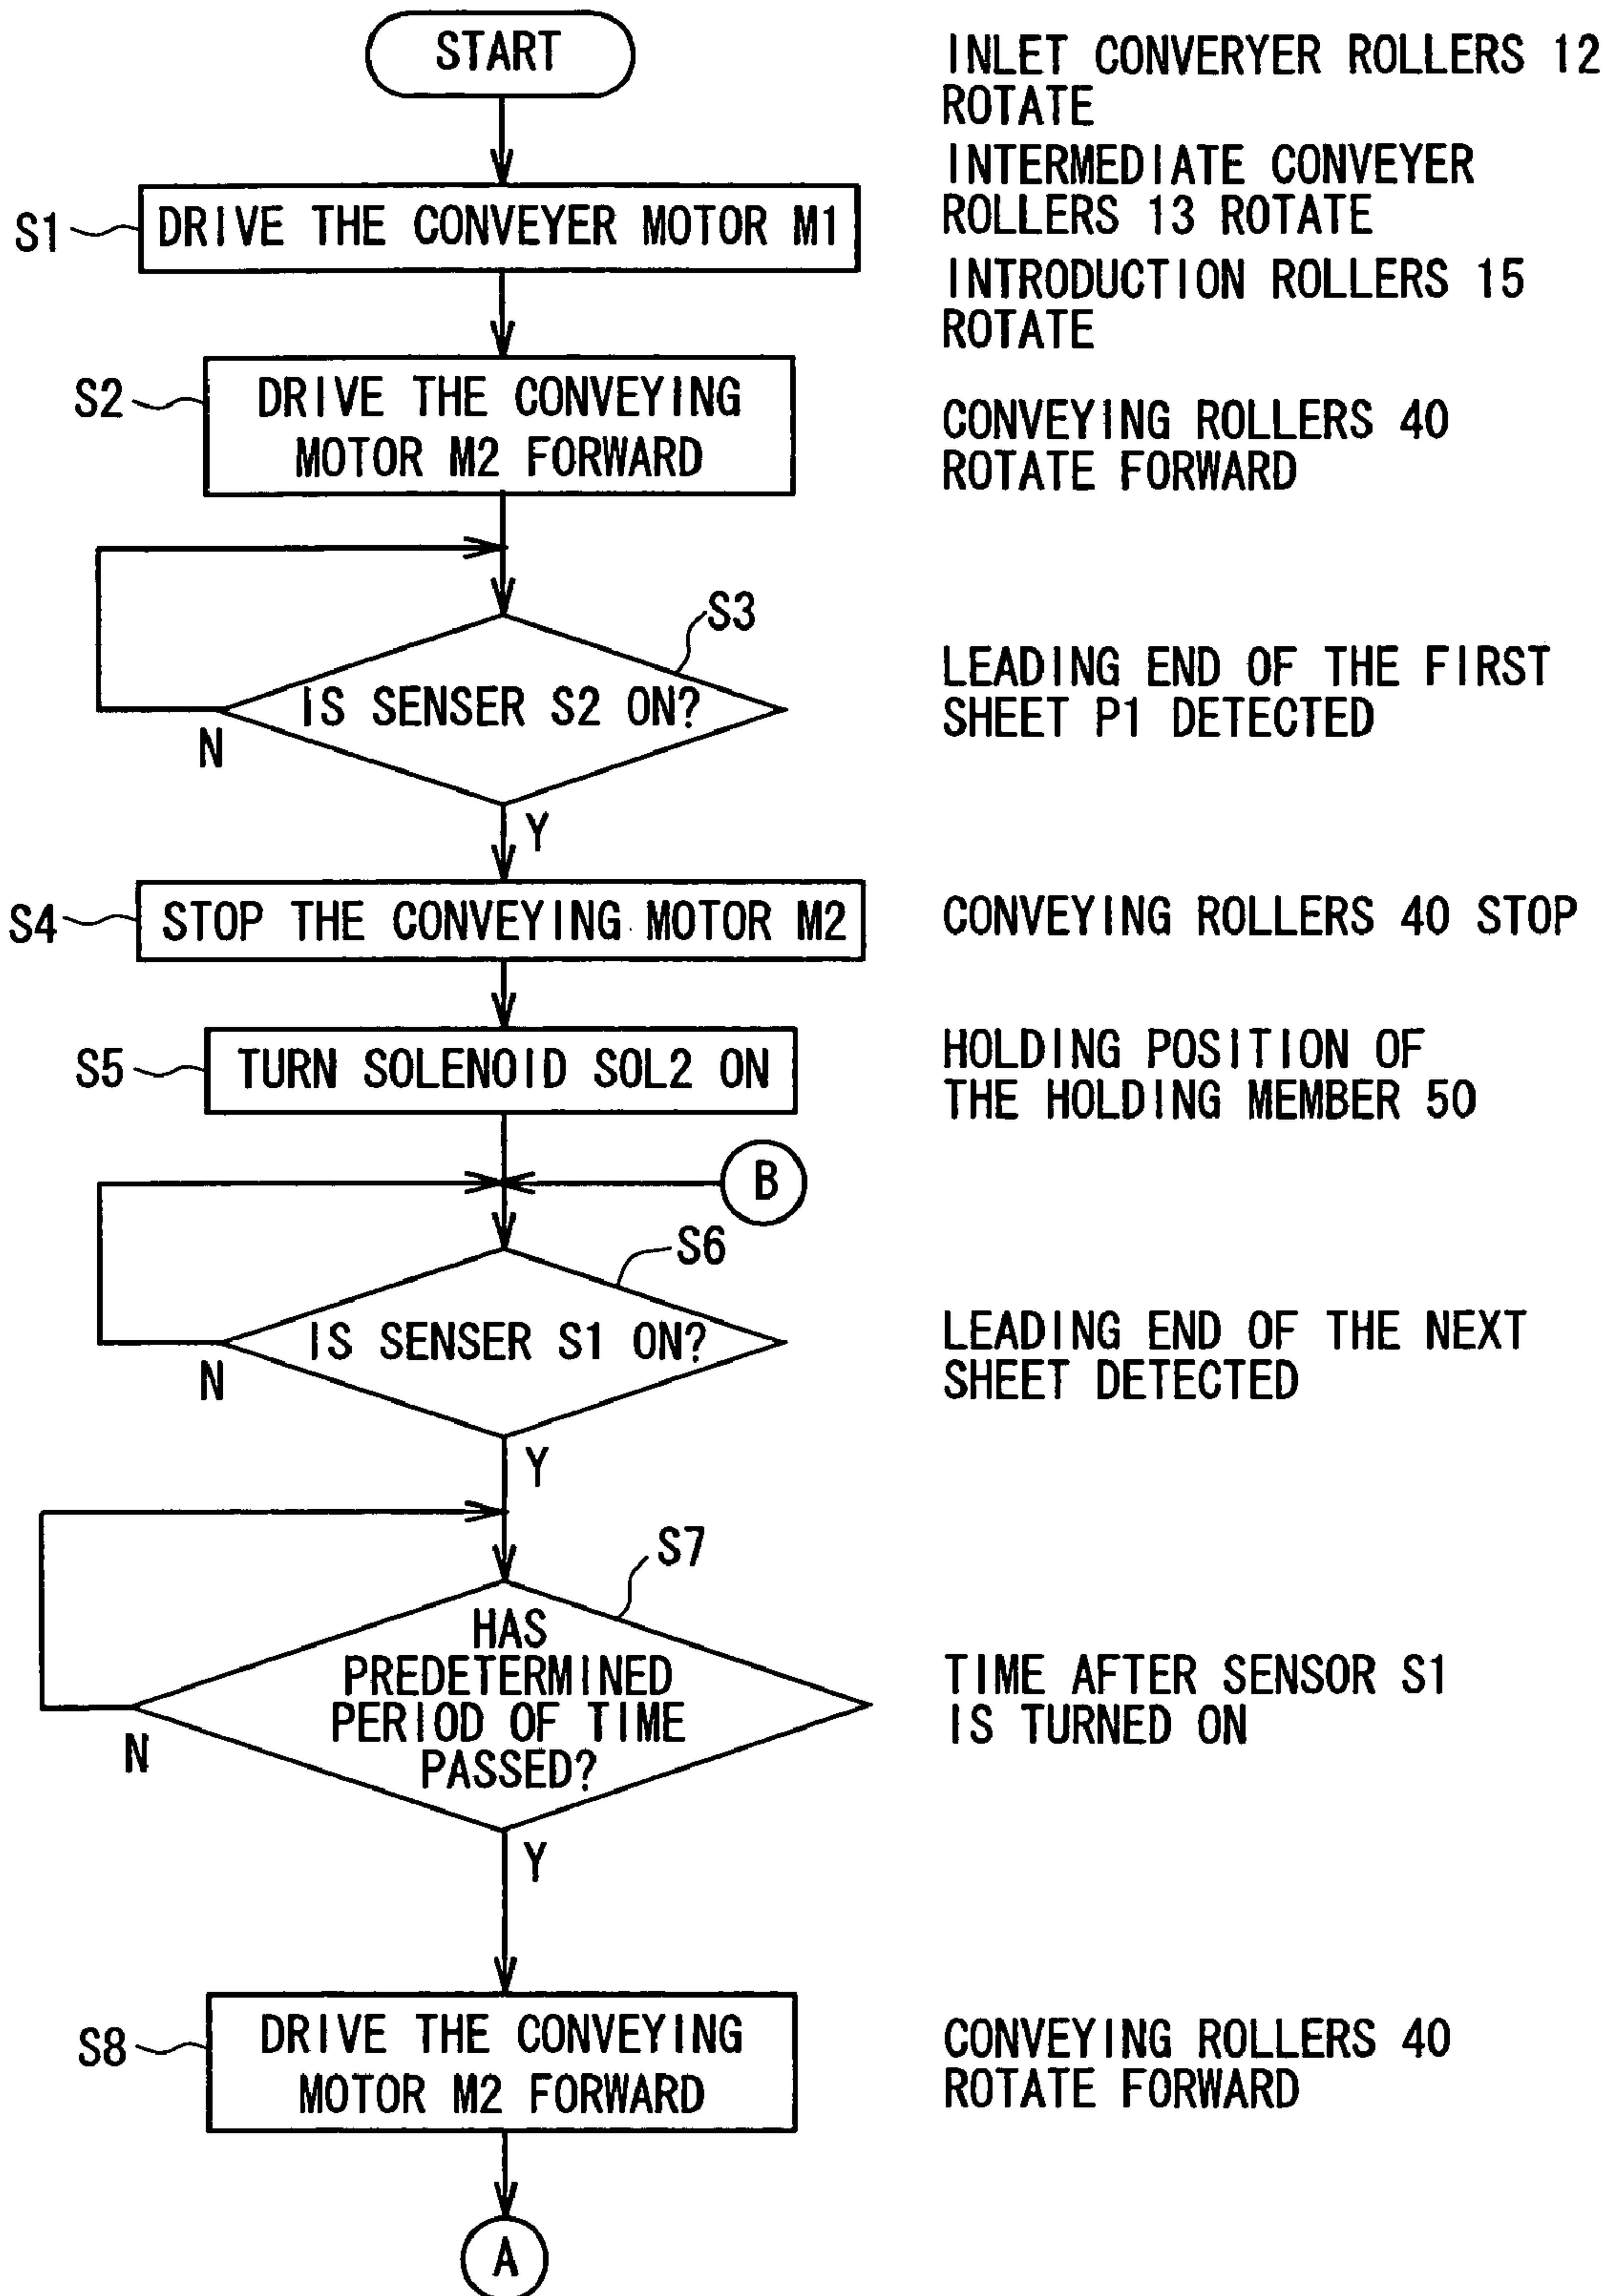 START
INLET CONVERYER ROLLERS 12
ROTATE
INTERMEDIATE CONVEYER
ROLLERS 13 ROTATE
S1
DRIVE THE CONVEYER MOTOR M1
INTRODUCTION ROLLERS 15
ROTATE
S2
DRIVE THE CONVEYING
MOTOR M2 FORWARD
CONVEYING ROLLERS 40
ROTATE FORWARD
S3
IS SENSER S2 ON?
N
Y
LEADING END OF THE FIRST
SHEET P1 DETECTED
S4
STOP THE CONVEYING MOTOR M2
CONVEYING ROLLERS 40 STOP
S5
TURN SOLENOID SOL2 ON
HOLDING POSITION OF
THE HOLDING MEMBER 50
B
S6
IS SENSER S1 ON?
N
Y
LEADING END OF THE NEXT
SHEET DETECTED
S7
HAS
PREDETERMINED
PERIOD OF TIME
PASSED?
N
Y
TIME AFTER SENSOR S1
IS TURNED ON
S8
DRIVE THE CONVEYING
MOTOR M2 FORWARD
CONVEYING ROLLERS 40
ROTATE FORWARD
A